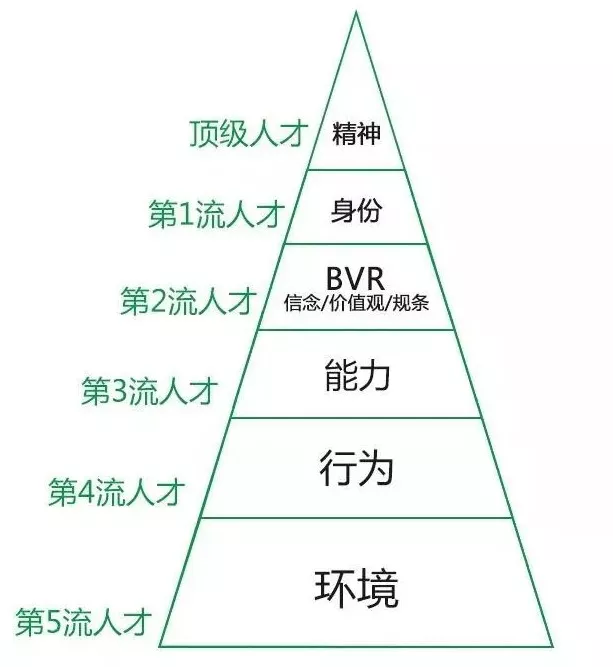 顶级人才
精神
第1流人才
身份
第2流人才
BVR
信念/价值观/规条
第3流人才
能力
第4流人才
行为
第5流人才
环境